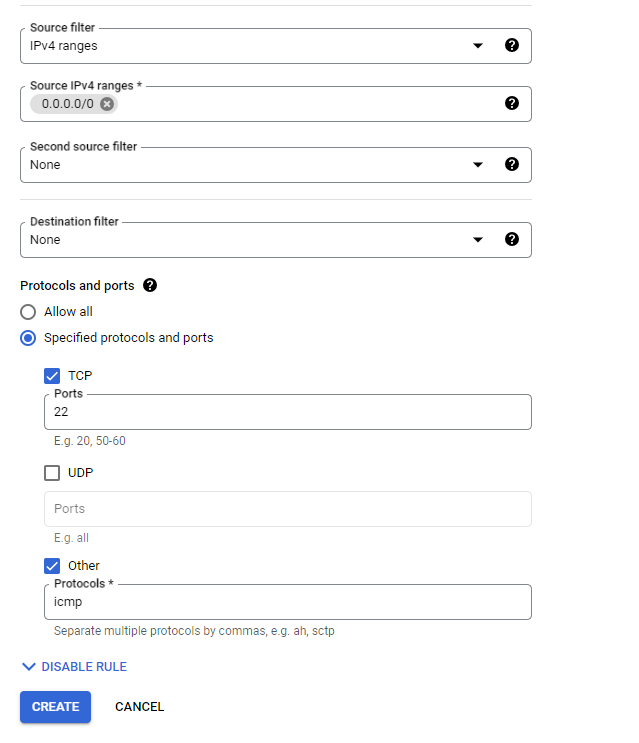 Source filter
IPv4 ranges
Source IPv4 ranges *
0.0.0.0/0
Second source filter
None
Destination filter
None
Protocols and ports
Allow all
Specified protocols and ports
TCP
Ports
22
E.g. 20, 50-60
UDP
Ports
E.g. all
Other
Protocols *
icmp
Separate multiple protocols by commas, e.g. ah, sctp
DISABLE RULE
CREATE CANCEL